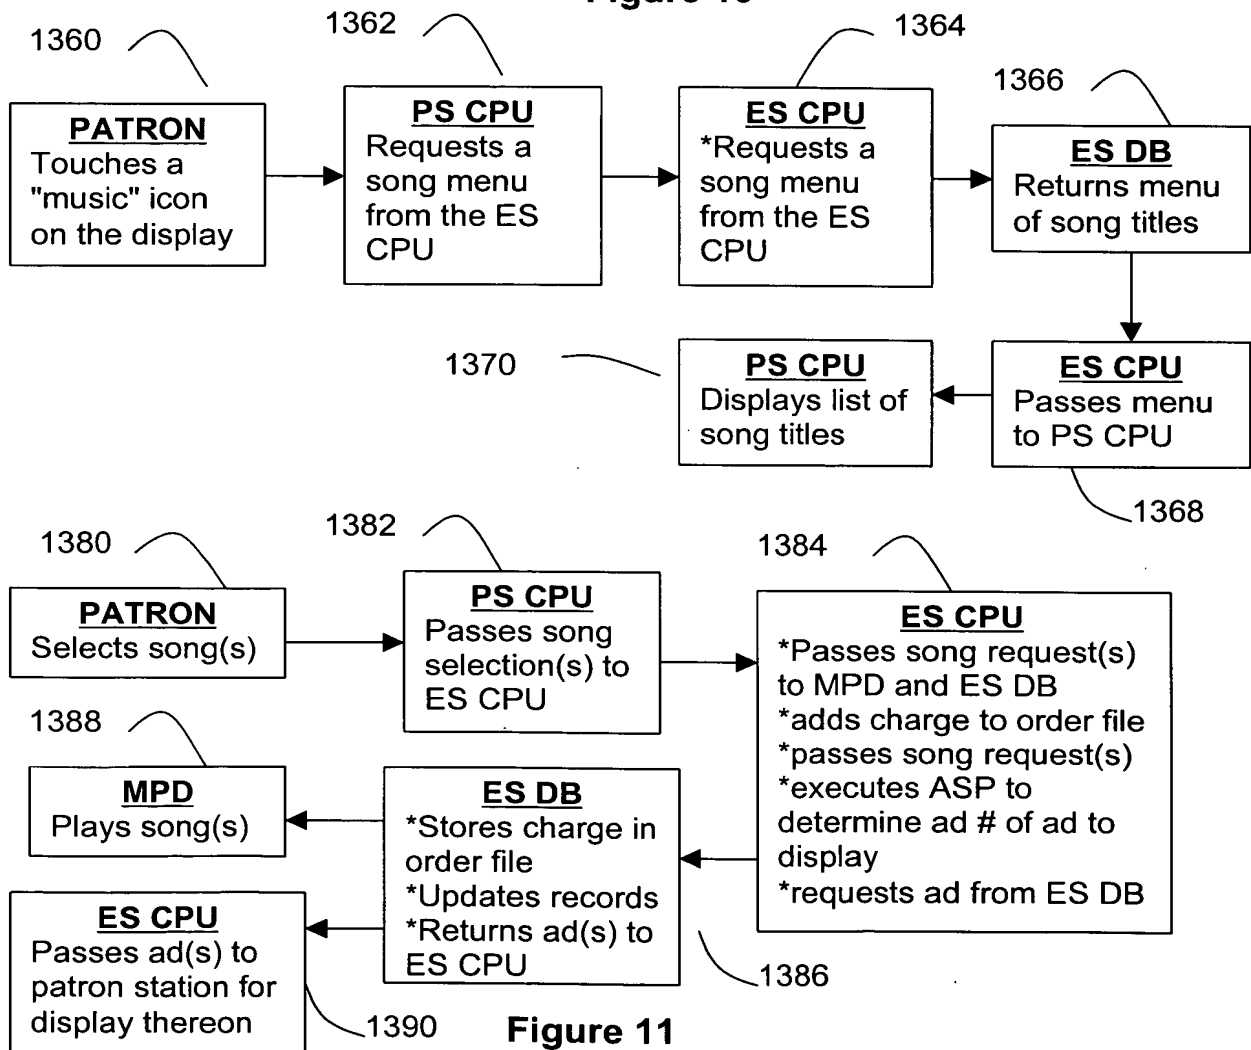 1360
1362
1364
1366
PATRON
Touches a
"music" icon
on the display
PS CPU
Requests a
song menu
from the ES
CPU
ES CPU
*Requests a
song menu
from the ES
CPU
ES DB
Returns menu
of song titles
1370
PS CPU
Displays list of
song titles
ES CPU
Passes menu
to PS CPU
1368
1380
1382
1384
PATRON
Selects song(s)
PS CPU
Passes song
selection(s) to
ES CPU
ES CPU
*Passes song request(s)
to MPD and ES DB
*adds charge to order file
*passes song request(s)
*executes ASP to
determine ad # of ad to
display
*requests ad from ES DB
1388
MPD
Plays song(s)
ES DB
*Stores charge in
order file
*Updates records
*Returns ad(s) to
ES CPU
1386
ES CPU
Passes ad(s) to
patron station for
display thereon
1390
Figure 11